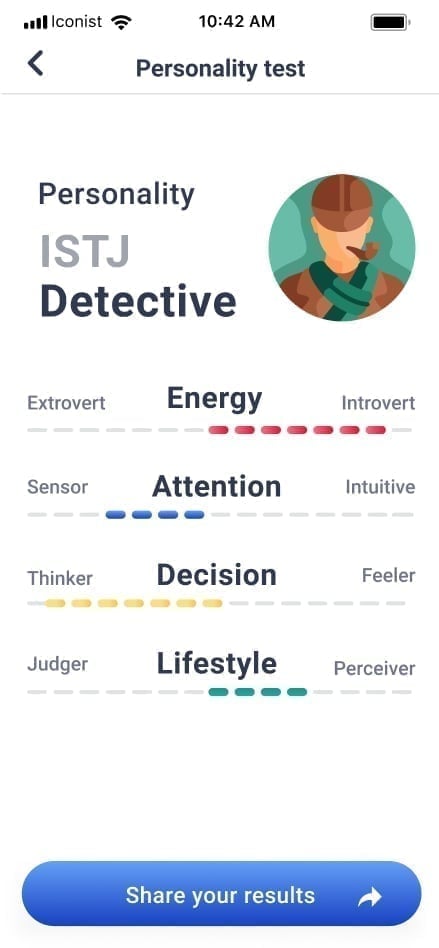 Iconist 10:42 AM
Personality test
Personality
ISTJ
Detective
Extrovert Energy Introvert
Sensor Attention Intuitive
Thinker Decision Feeler
Judger Lifestyle Perceiver
Share your results